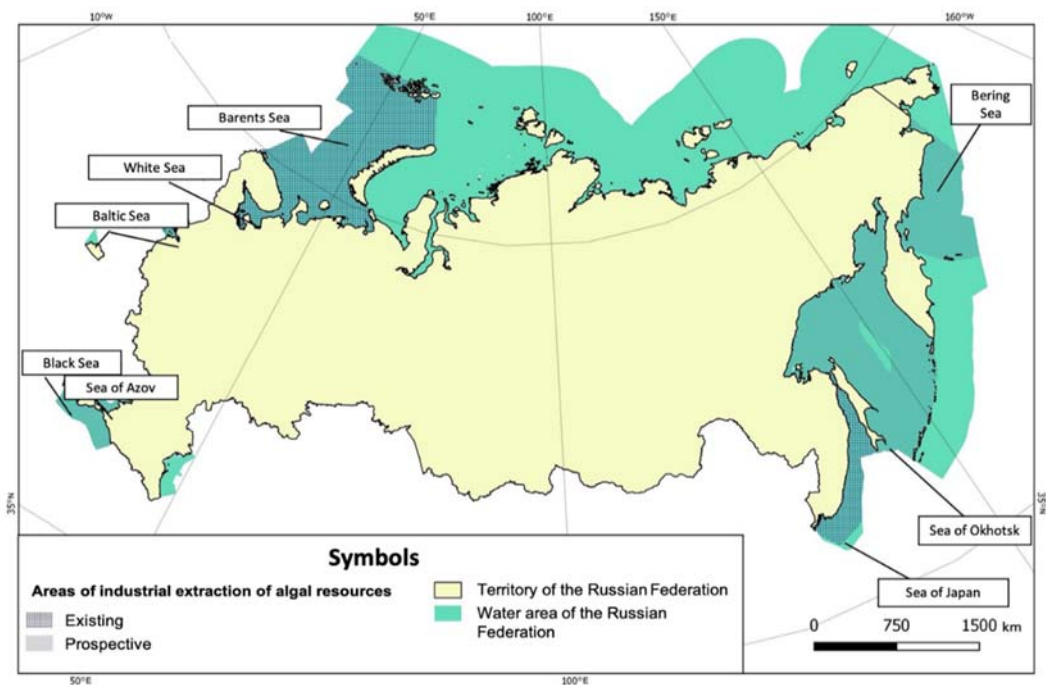 10°W
50°E
100°E
150°E
160°W
Bering
Sea
Barents Sea
White Sea
Baltic Sea
Black Sea
Sea of Azov
35°N
35°N
Sea of Okhotsk
Sea of Japan
Symbols
Areas of industrial extraction of algal resources
Existing
Prospective
Territory of the Russian Federation
Water area of the Russian
Federation
0 750 1500 km
50°E
100°E